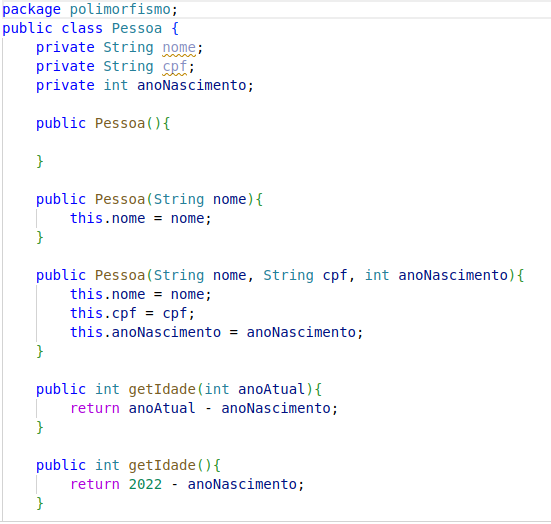 package polimorfismo;
public class Pessoa {
    private String nome;
    private String cpf;
    private int anoNascimento;

    public Pessoa(){

    }

    public Pessoa(String nome){
        this.nome = nome;
    }

    public Pessoa(String nome, String cpf, int anoNascimento){
        this.nome = nome;
        this.cpf = cpf;
        this.anoNascimento = anoNascimento;
    }

    public int getIdade(int anoAtual){
        return anoAtual - anoNascimento;
    }

    public int getIdade(){
        return 2022 - anoNascimento;
    }